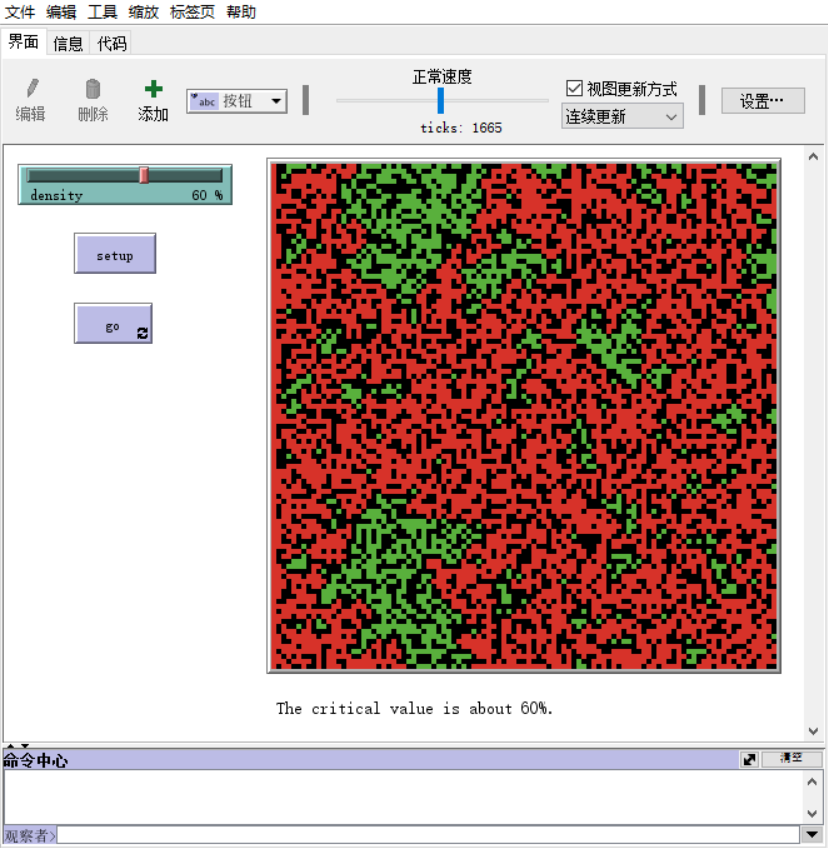 文件 编辑 工具 缩放 标签页 帮助
界面 信息 代码
编辑 删除 添加
abc 按钮
正常速度
ticks: 1665
视图更新方式
连续更新
设置…
density 60 %
setup
go
The critical value is about 60%.
命令中心
清空
观察者>